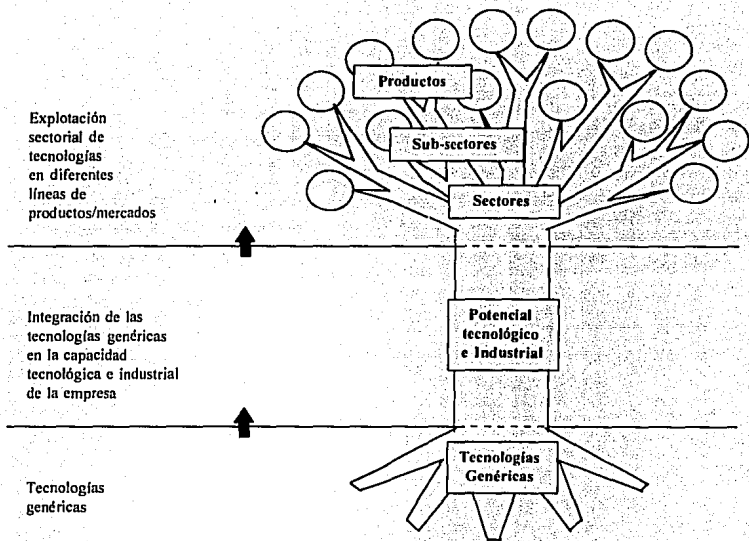 Explotación
sectorial de
tecnologías
en diferentes
líneas de
productos/mercados
Productos
Sub-sectores
Sectores
Integración de las
tecnologías genéricas
en la capacidad
tecnológica e industrial
de la empresa
Potencial
tecnológico
e Industrial
Tecnologías
genéricas
Tecnologías
Genéricas